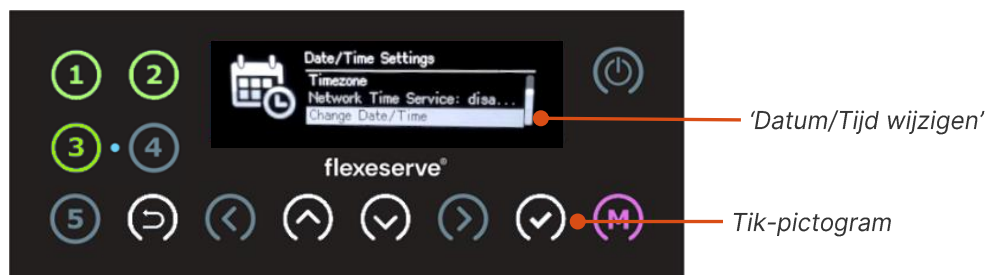 1 2
Date/Time Settings
Timezone
Network Time Service: disa...
Change Date/Time
'Datum/Tijd wijzigen'
3 4
flexeserve®
5
M
Tik-pictogram